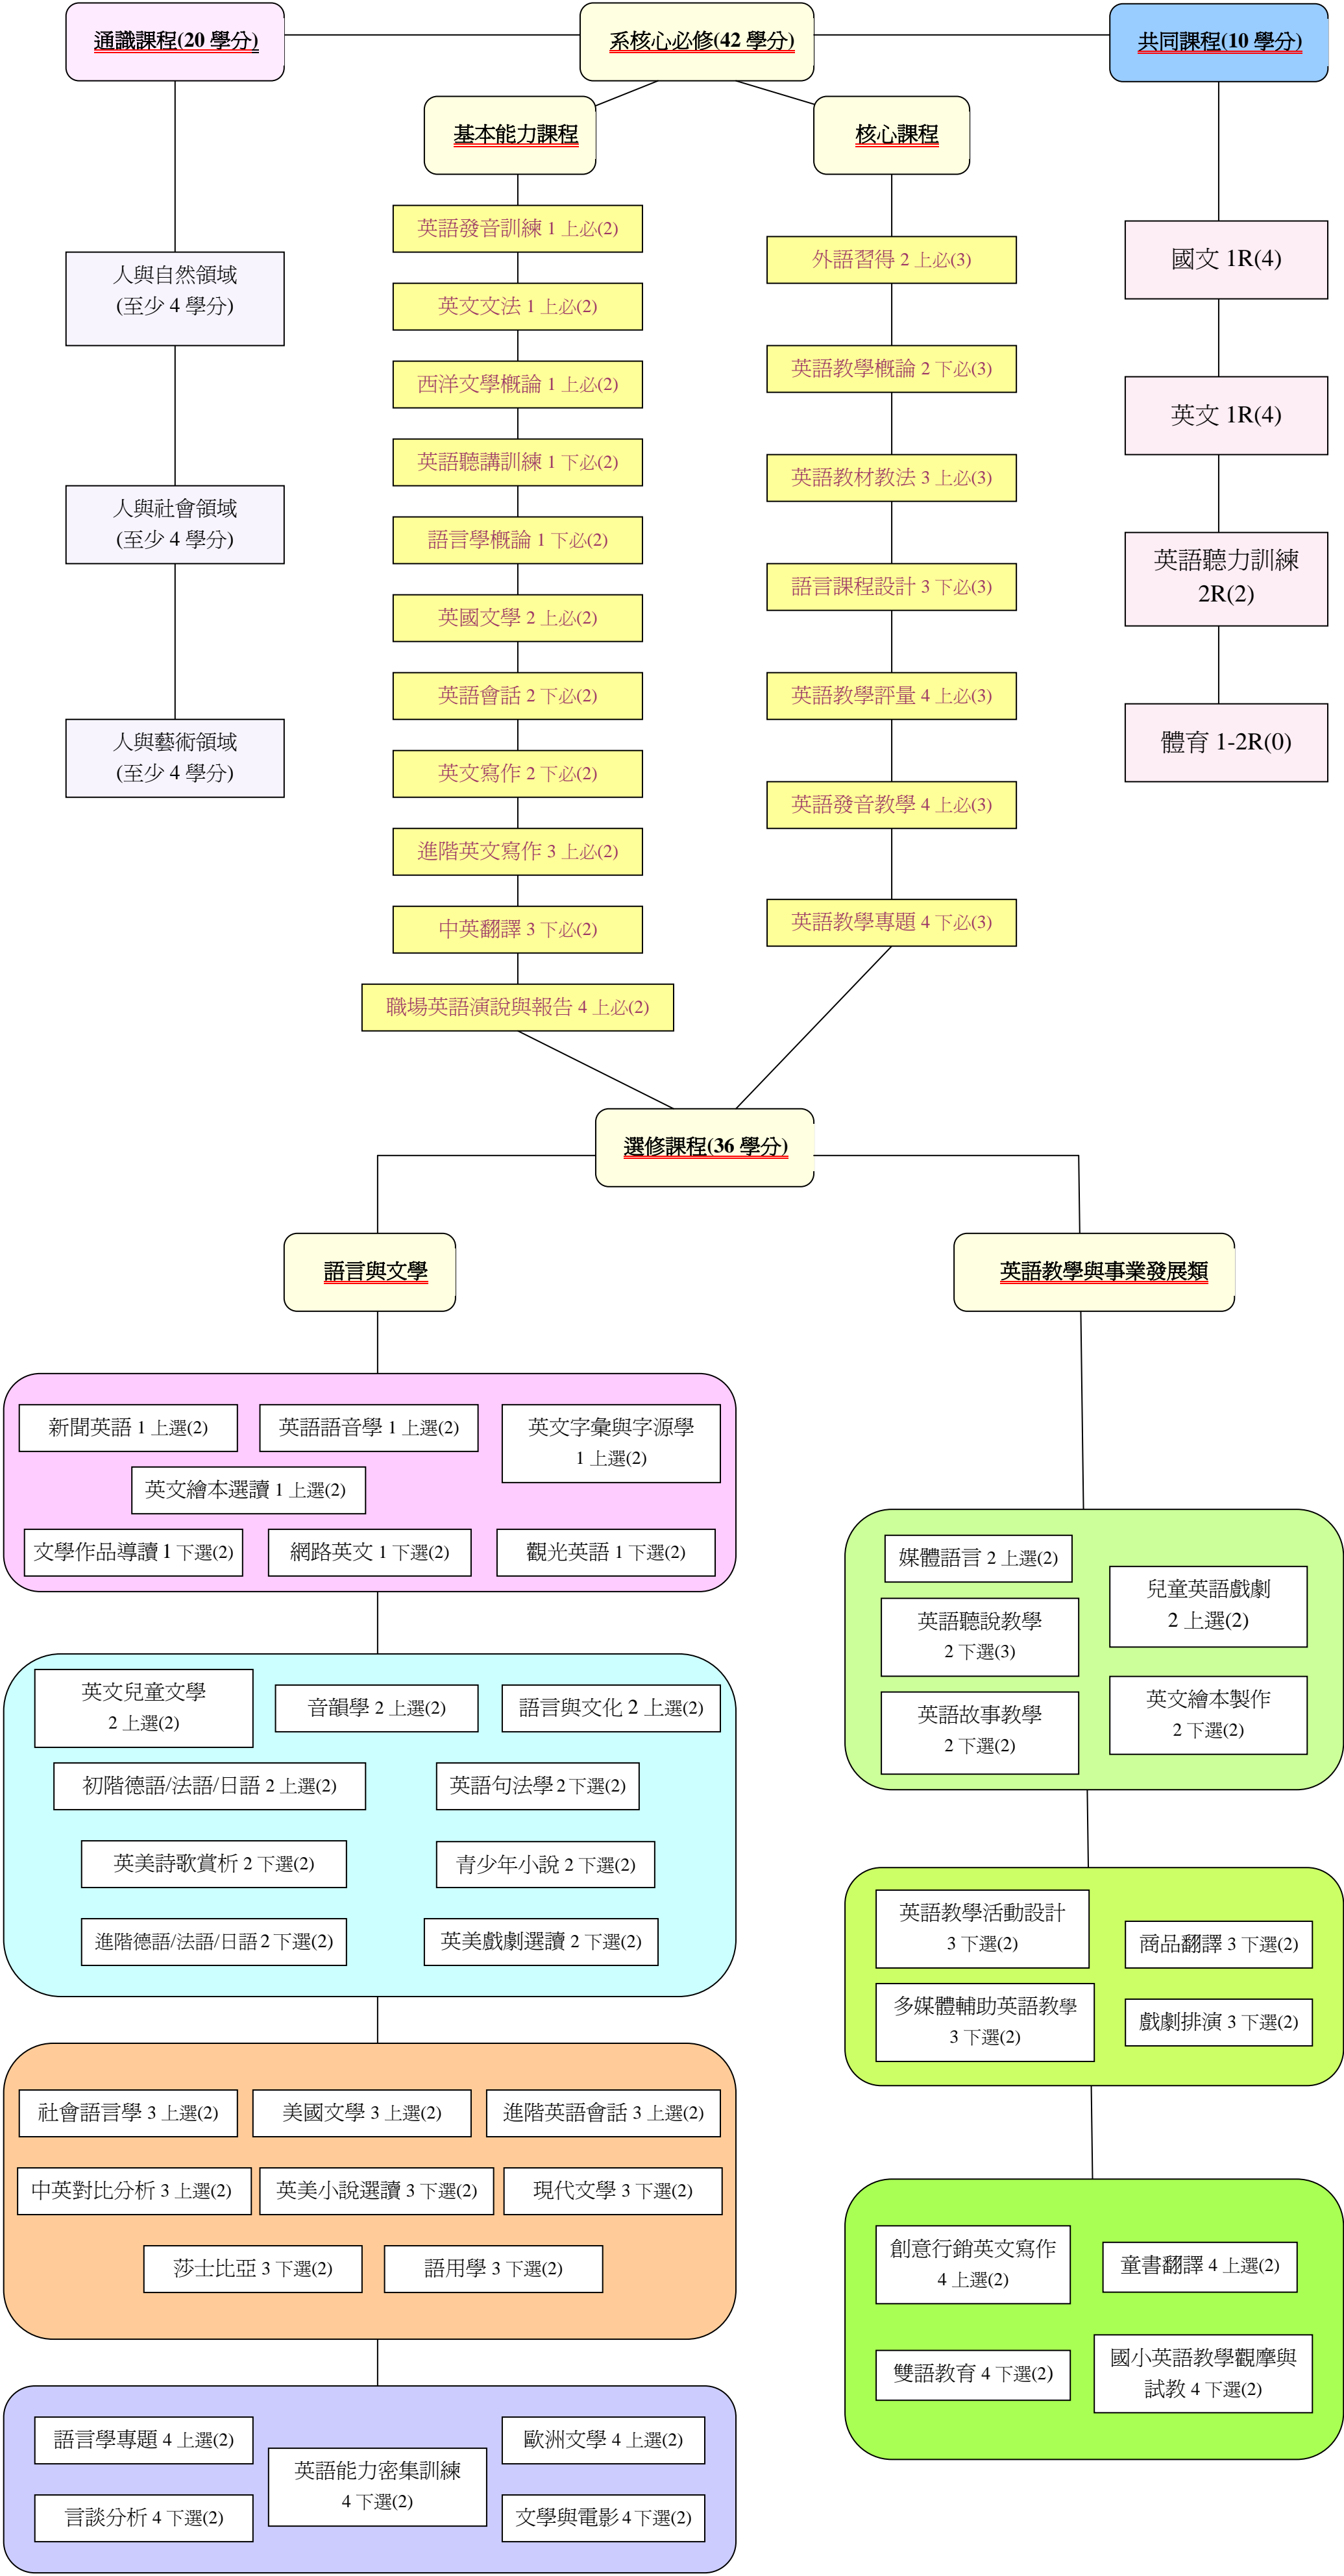 通識課程(20 學分)
系核心必修(42 學分)
共同課程(10 學分)
基本能力課程
核心課程
人與自然領域
(至少 4 學分)
人與社會領域
(至少 4 學分)
人與藝術領域
(至少 4 學分)
英語發音訓練 1 上必(2)
英文文法 1 上必(2)
西洋文學概論 1 上必(2)
英語聽講訓練 1 下必(2)
語言學概論 1 下必(2)
英國文學 2 上必(2)
英語會話 2 下必(2)
英文寫作 2 下必(2)
進階英文寫作 3 上必(2)
中英翻譯 3 下必(2)
職場英語演說與報告 4 上必(2)
外語習得 2 上必(3)
英語教學概論 2 下必(3)
英語教材教法 3 上必(3)
語言課程設計 3 下必(3)
英語教學評量 4 上必(3)
英語發音教學 4 上必(3)
英語教學專題 4 下必(3)
國文 1R(4)
英文 1R(4)
英語聽力訓練
2R(2)
體育 1-2R(0)
選修課程(36 學分)
語言與文學
英語教學與事業發展類
新聞英語 1 上選(2)
英語語音學 1 上選(2)
英文字彙與字源學
1 上選(2)
英文繪本選讀 1 上選(2)
文學作品導讀 1 下選(2)
網路英文 1 下選(2)
觀光英語 1 下選(2)
英文兒童文學
2 上選(2)
音韻學 2 上選(2)
語言與文化 2 上選(2)
初階德語/法語/日語 2 上選(2)
英語句法學 2 下選(2)
英美詩歌賞析 2 下選(2)
青少年小說 2 下選(2)
進階德語/法語/日語 2 下選(2)
英美戲劇選讀 2 下選(2)
社會語言學 3 上選(2)
美國文學 3 上選(2)
進階英語會話 3 上選(2)
中英對比分析 3 上選(2)
英美小說選讀 3 下選(2)
現代文學 3 下選(2)
莎士比亞 3 下選(2)
語用學 3 下選(2)
語言學專題 4 上選(2)
英語能力密集訓練
4 下選(2)
歐洲文學 4 上選(2)
言談分析 4 下選(2)
文學與電影 4 下選(2)
媒體語言 2 上選(2)
兒童英語戲劇
2 上選(2)
英語聽說教學
2 下選(3)
英語故事教學
2 下選(2)
英文繪本製作
2 下選(2)
英語教學活動設計
3 下選(2)
商品翻譯 3 下選(2)
多媒體輔助英語教學
3 下選(2)
戲劇排演 3 下選(2)
創意行銷英文寫作
4 上選(2)
童書翻譯 4 上選(2)
雙語教育 4 下選(2)
國小英語教學觀摩與
試教 4 下選(2)